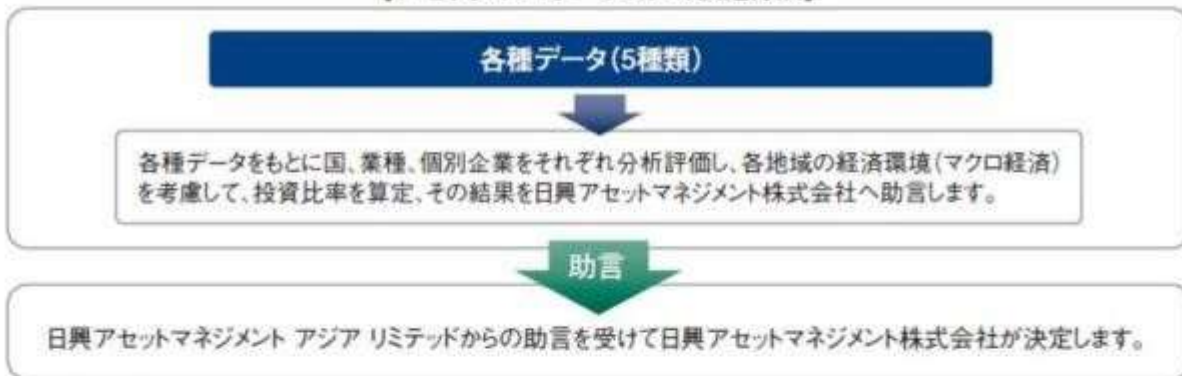 各種データ(5種類)
各種データをもとに国、業種、個別企業をそれぞれ分析評価し、各地域の経済環境(マクロ経済)
を考慮して、投資比率を算定、その結果を日興アセットマネジメント株式会社へ助言します。
助言
日興アセットマネジメント アジア リミテッドからの助言を受けて日興アセットマネジメント株式会社が決定します。